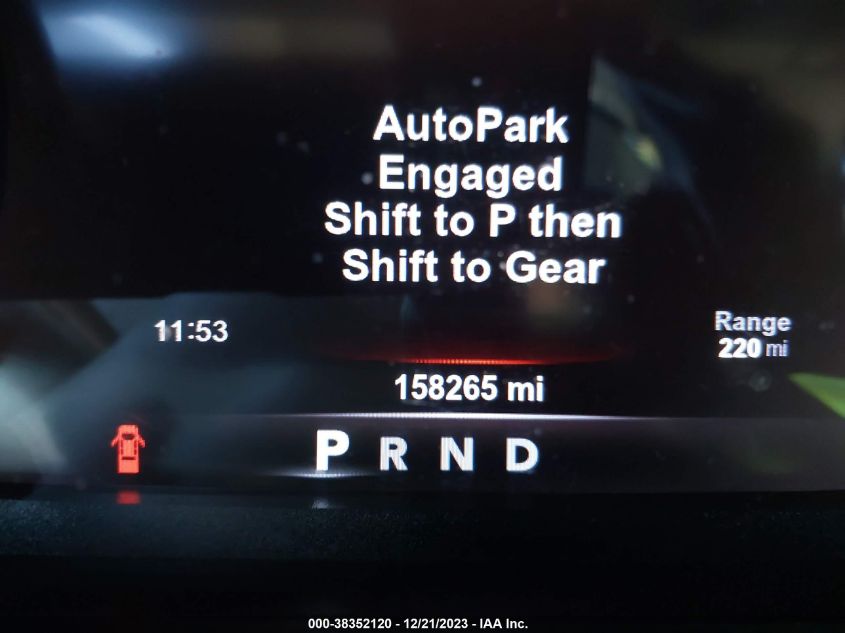 AutoPark
Engaged
Shift to P then
Shift to Gear
11:53
Range
220 mi
158265 mi
P R N D
000-38352120 - 12/21/2023 - IAA Inc.